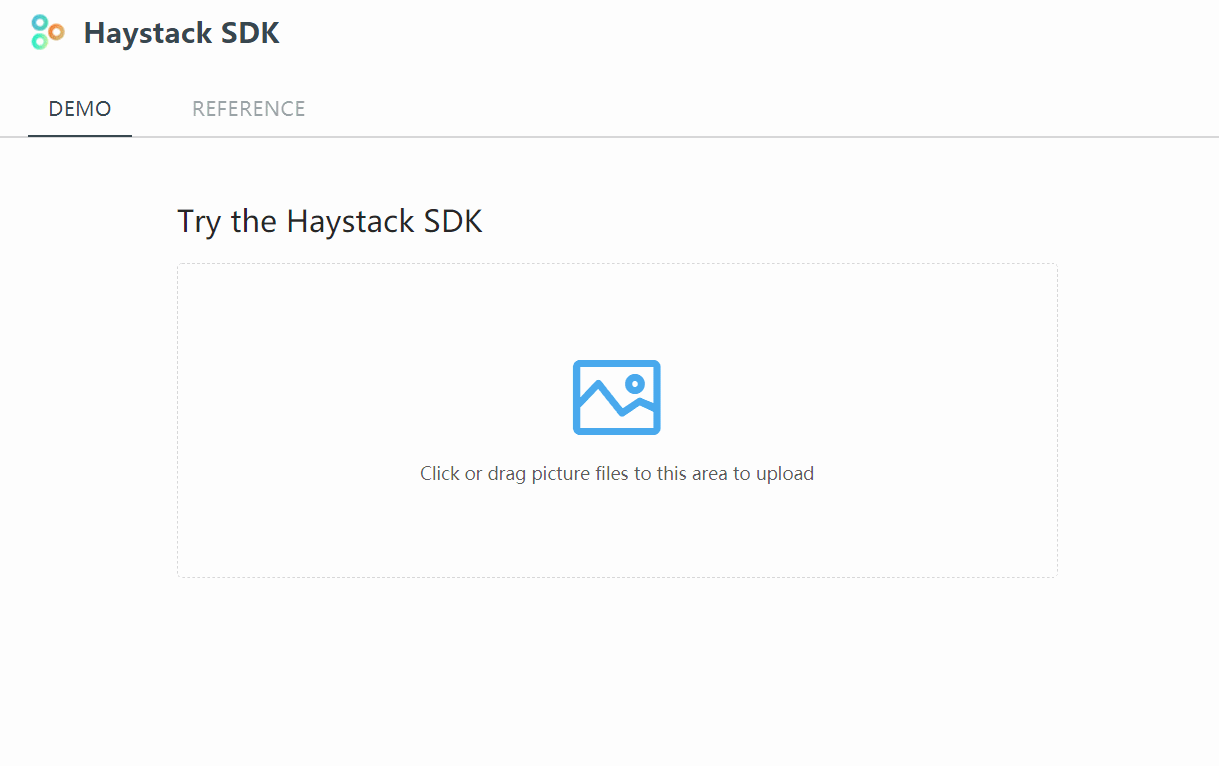 Haystack SDK
DEMO
REFERENCE
Try the Haystack SDK
Click or drag picture files to this area to upload